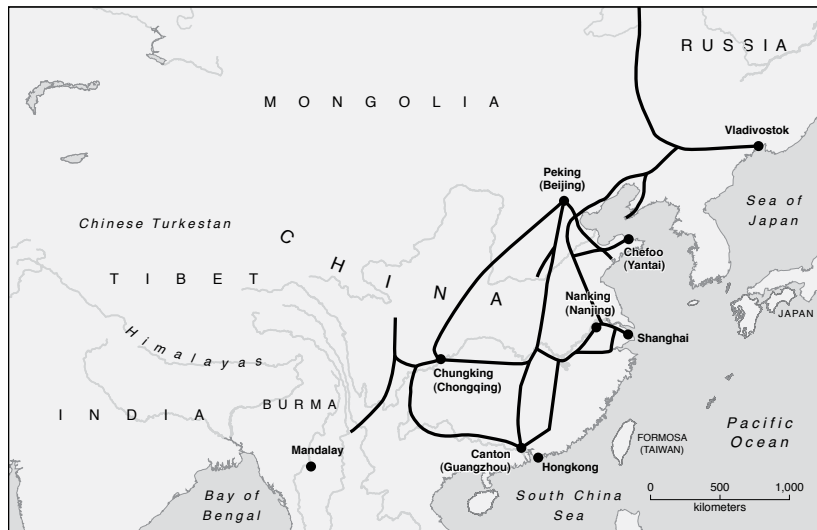 RUSSIA
MONGOLIA
Vladivostok
Peking
(Beijing)
Sea of
Japan
Chinese Turkestan
CHINA
Chefoo
(Yantai)
TIBET
Nanking
(Nanjing)
JAPAN
Shanghai
Himalayas
Chungking
(Chongqing)
BURMA
INDIA
Pacific
Ocean
FORMOSA
(TAIWAN)
Mandalay
Canton
(Guangzhou)
Hongkong
Bay of
Bengal
South China
Sea
0 500 1,000
kilometers